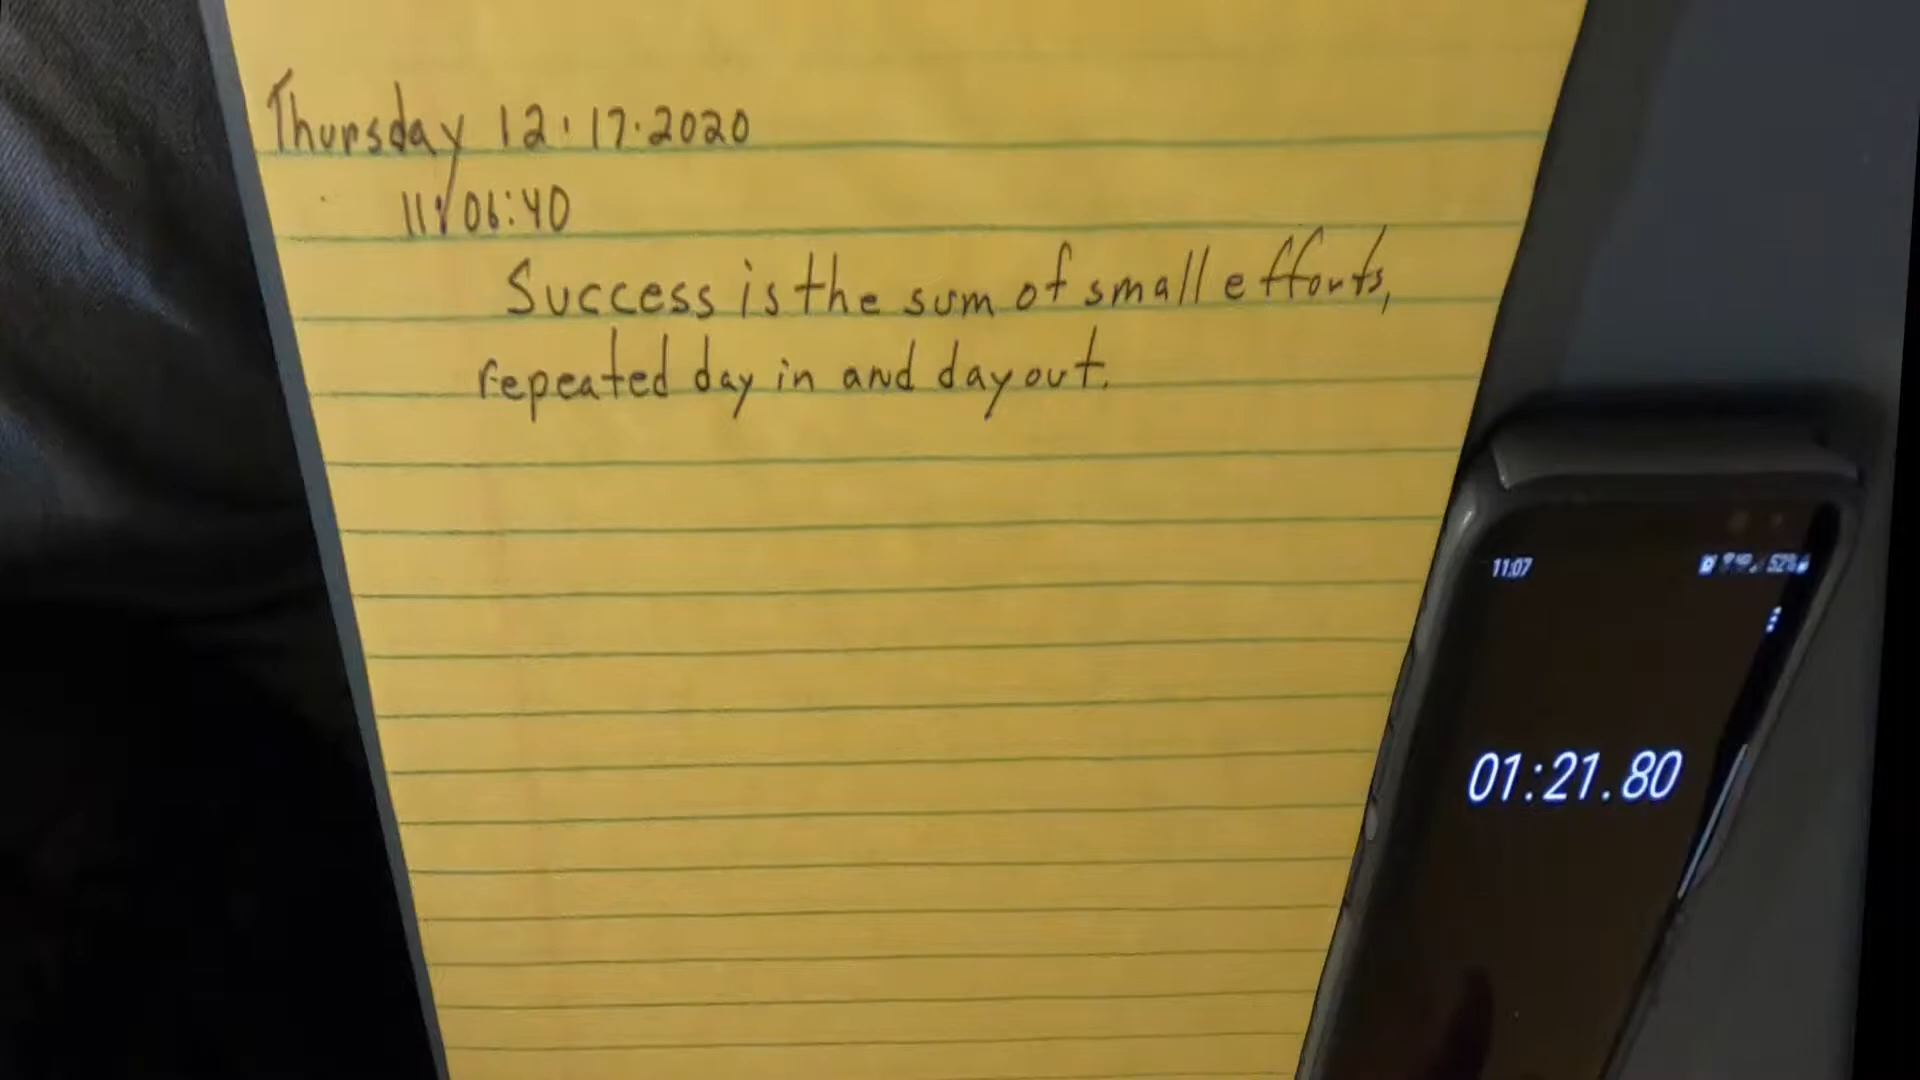 Thursday 12.17.2020
11:06:40
Success is the sum of small efforts,
repeated day in and day out.
11:07
52%
01:21.80